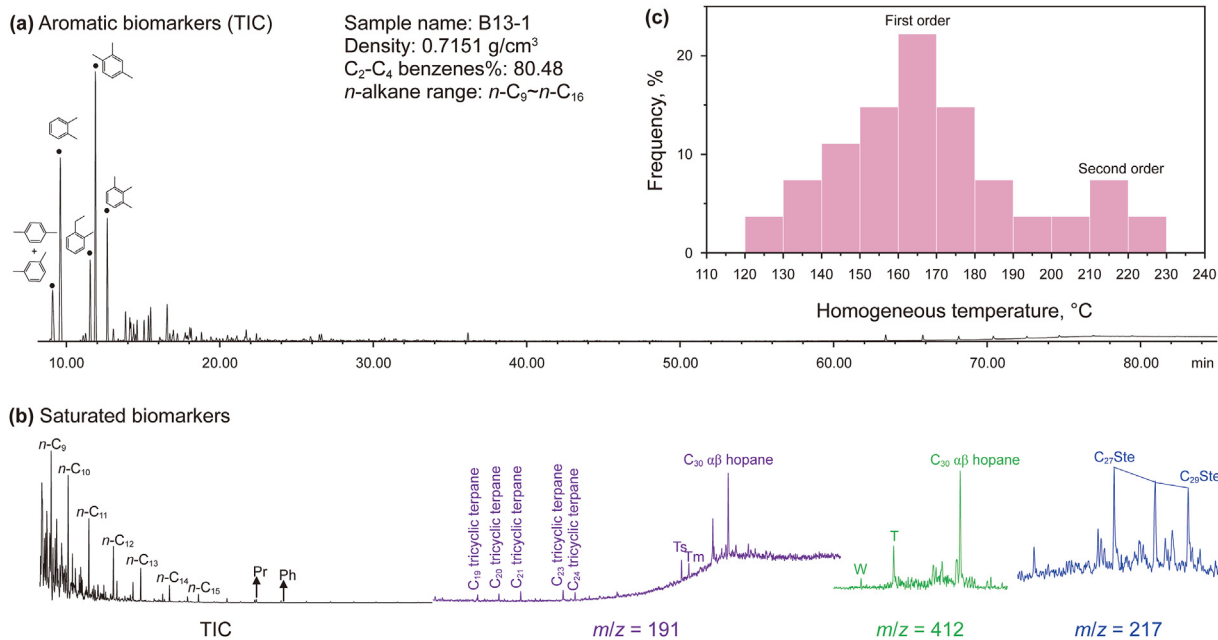 (a) Aromatic biomarkers (TIC)
Sample name: B13-1
Density: 0.7151 g/cm³
C₂-C₄ benzenes%: 80.48
n-alkane range: n-C₉~n-C₁₆
+
10.00 20.00 30.00 40.00 50.00 60.00 70.00 80.00 min
(c)
First order
Second order
Frequency, %
20
10
0
110 120 130 140 150 160 170 180 190 200 210 220 230 240
Homogeneous temperature, °C
(b) Saturated biomarkers
n-C₉
n-C₁₀
n-C₁₁
n-C₁₂
n-C₁₃
n-C₁₄
n-C₁₅
Pr
Ph
TIC
C₁₉ tricyclic terpane
C₂₀ tricyclic terpane
C₂₁ tricyclic terpane
C₂₃ tricyclic terpane
C₂₄ tricyclic terpane
Ts
Tm
C₃₀ αβ hopane
m/z = 191
W
T
C₃₀ αβ hopane
m/z = 412
C₂₇Ste
C₂₉Ste
m/z = 217